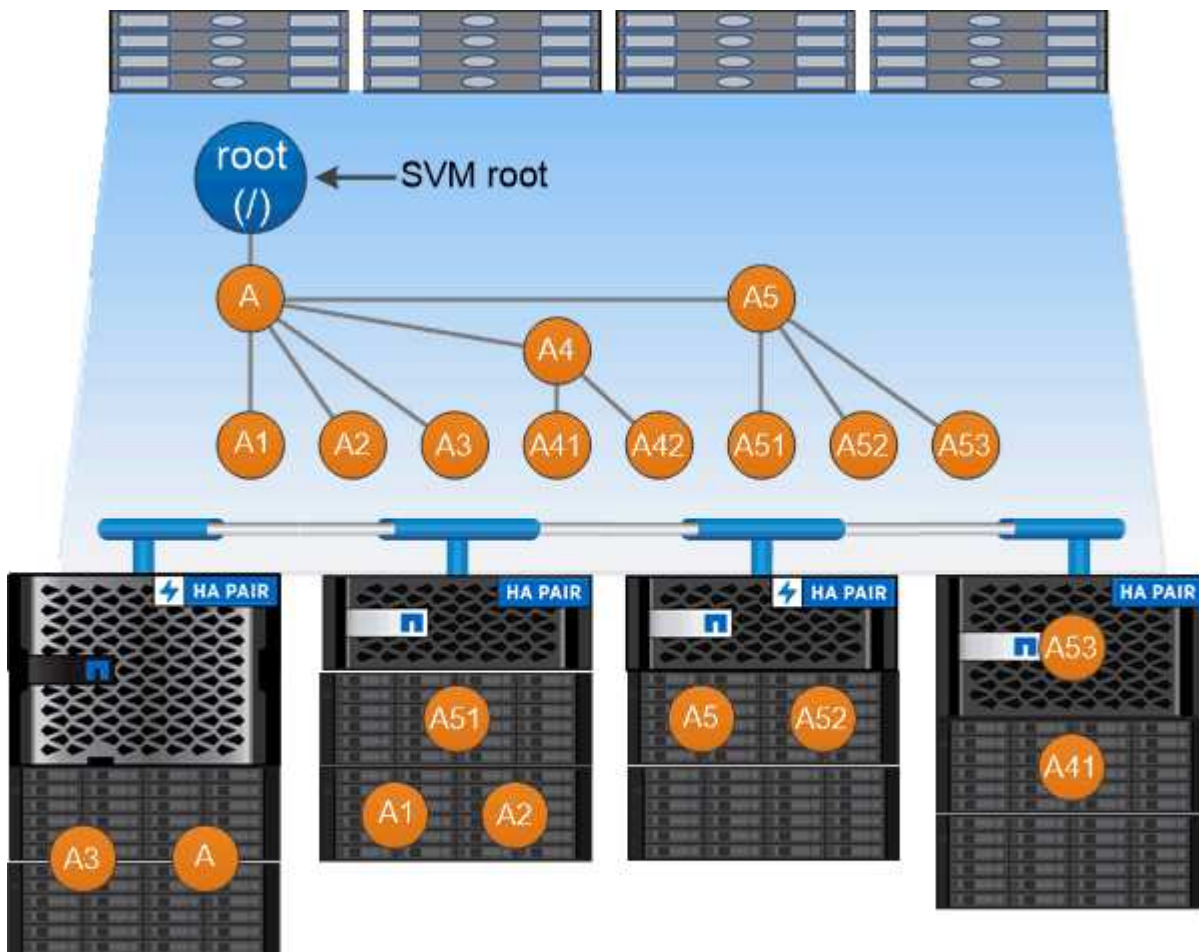 root
(/)
SVM root
A
A5
A4
A1
A2
A3
A41
A42
A51
A52
A53
HA PAIR
HA PAIR
HA PAIR
HA PAIR
A53
A51
A5
A52
A41
A1
A2
A3
A